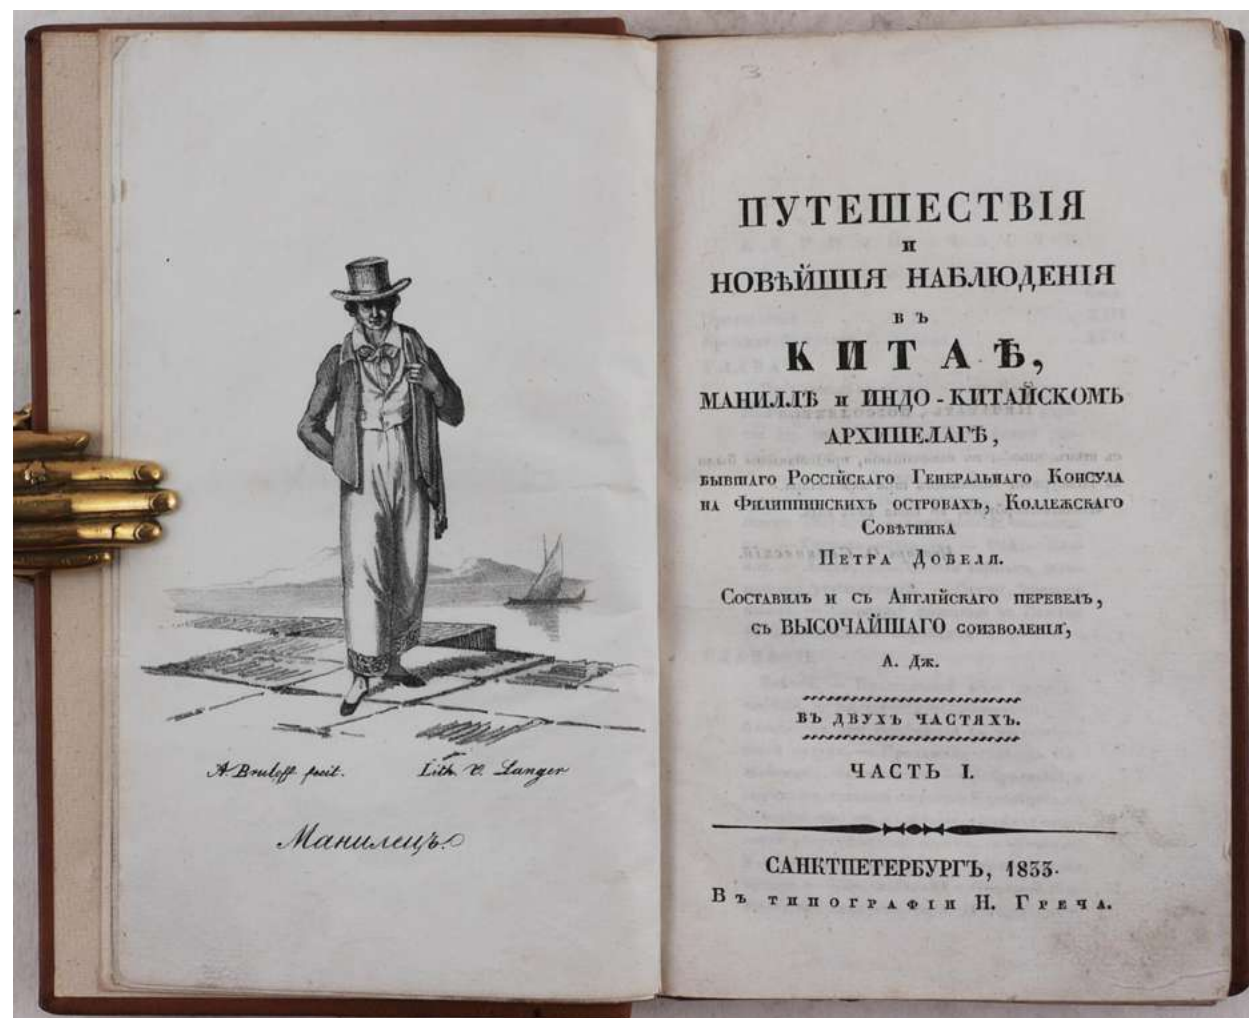 A Bruloff fecit.
Lith. V. Langer
Манилецъ.
3
ПУТЕШЕСТВІЯ
И
НОВѢЙШІЯ НАБЛЮДЕНІЯ
ВЪ
КИТАѢ,
МАНИЛЛѢ и ИНДО-КИТАЙСКОМЪ
АРХИПЕЛАГѢ,
БЫВШАГО РОССІЙСКАГО ГЕНЕРАЛЬНАГО КОНСУЛА
НА ФИЛИППИНСКИХЪ ОСТРОВАХЪ, КОЛЛЕЖСКАГО
СОВѢТНИКА
ПЕТРА ДОБЕЛЯ.
СОСТАВИЛЪ И СЪ АНГЛІЙСКАГО ПЕРЕВЕЛЪ,
СЪ ВЫСОЧАЙШАГО СОИЗВОЛЕНІЯ,
А. ДЖ.
ВЪ ДВУХЪ ЧАСТЯХЪ.
ЧАСТЬ I.
САНКТПЕТЕРБУРГЪ, 1833.
ВЪ ТИПОГРАФІИ Н. ГРЕЧА.